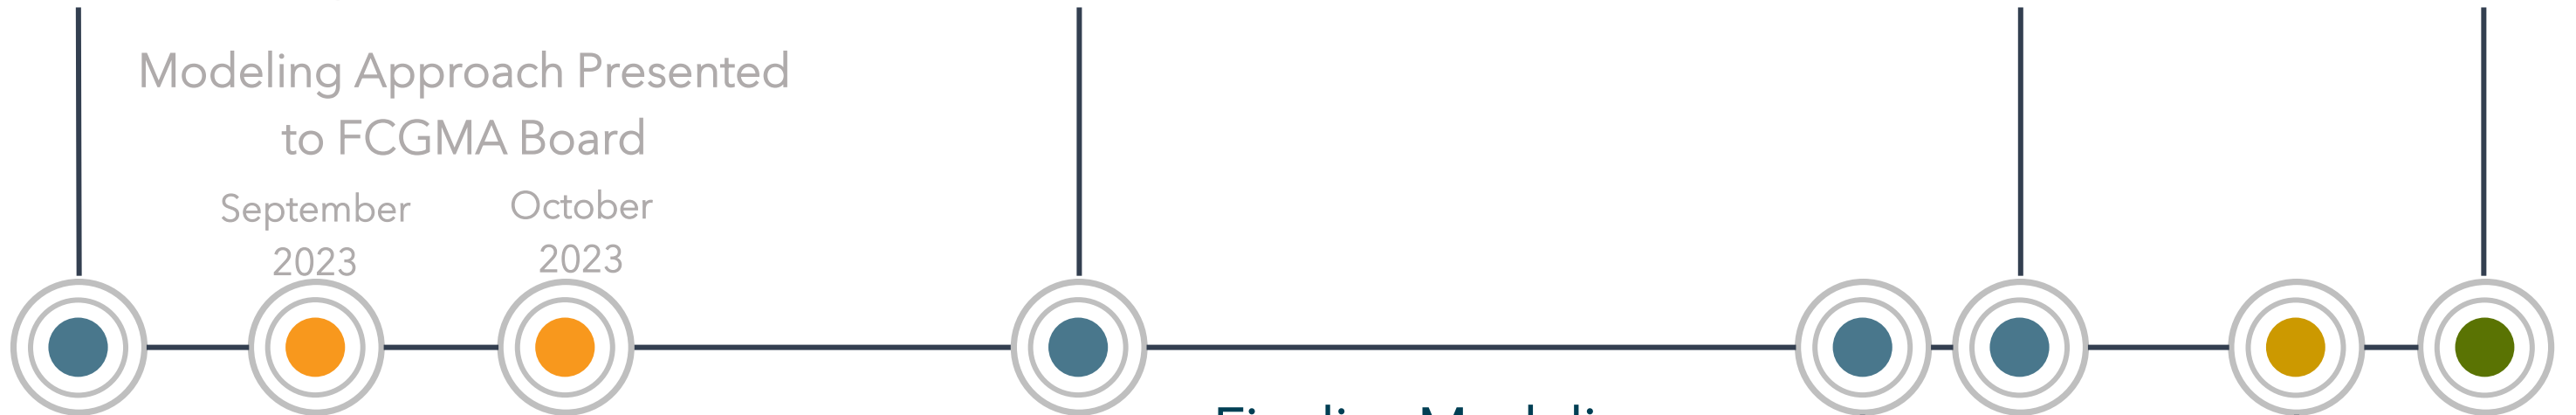 Modeling Approach Presented
to FCGMA Board
September
2023
October
2023